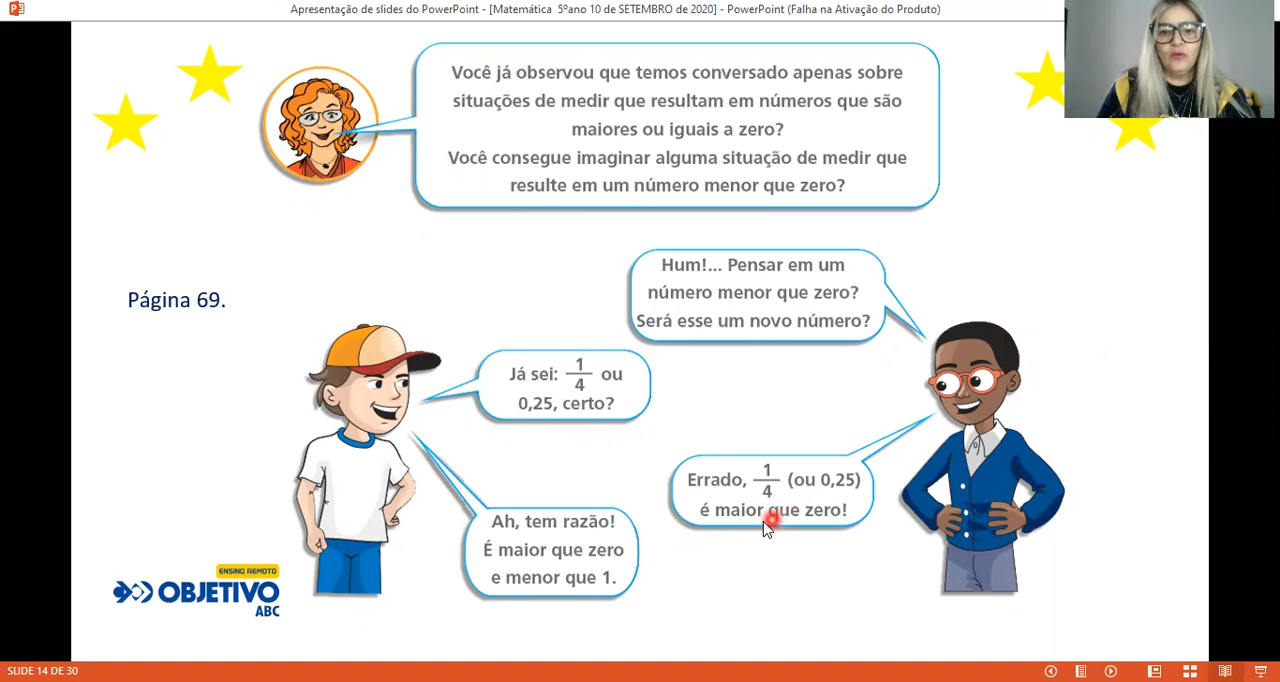 Apresentação de slides do PowerPoint - [Matemática 5ºano 10 de SETEMBRO de 2020] - PowerPoint (Falha na Ativação do Produto)
Você já observou que temos conversado apenas sobre
situações de medir que resultam em números que são
maiores ou iguais a zero?
Você consegue imaginar alguma situação de medir que
resulte em um número menor que zero?
Hum!... Pensar em um
número menor que zero?
Será esse um novo número?
Página 69.
Já sei: 1/4 ou
0,25, certo?
Errado, 1/4 (ou 0,25)
é maior que zero!
Ah, tem razão!
É maior que zero
e menor que 1.
ENSINO REMOTO
OBJETIVO
ABC
SLIDE 14 DE 30